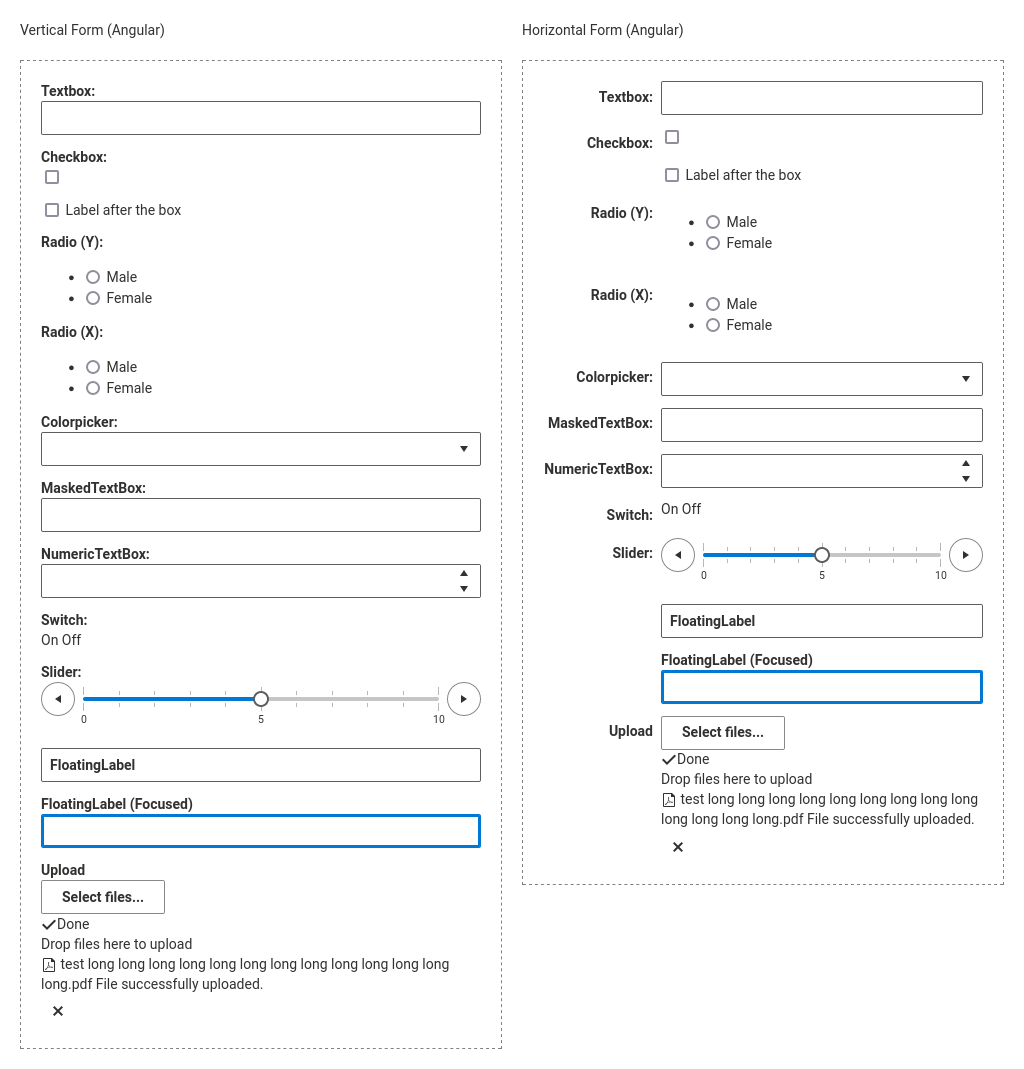 Vertical Form (Angular)
Textbox:
Checkbox:
Label after the box
Radio (Y):
Male
Female
Radio (X):
Male
Female
Colorpicker:
MaskedTextBox:
NumericTextBox:
Switch:
On Off
Slider:
0 5 10
FloatingLabel
FloatingLabel (Focused)
Upload
Select files...
Done
Drop files here to upload
test long long long long long long long long long long long long
long.pdf File successfully uploaded.
Horizontal Form (Angular)
Textbox:
Checkbox:
Label after the box
Radio (Y):
Male
Female
Radio (X):
Male
Female
Colorpicker:
MaskedTextBox:
NumericTextBox:
Switch: On Off
Slider:
0 5 10
FloatingLabel
FloatingLabel (Focused)
Upload Select files...
Done
Drop files here to upload
test long long long long long long long long long
long long long long.pdf File successfully uploaded.